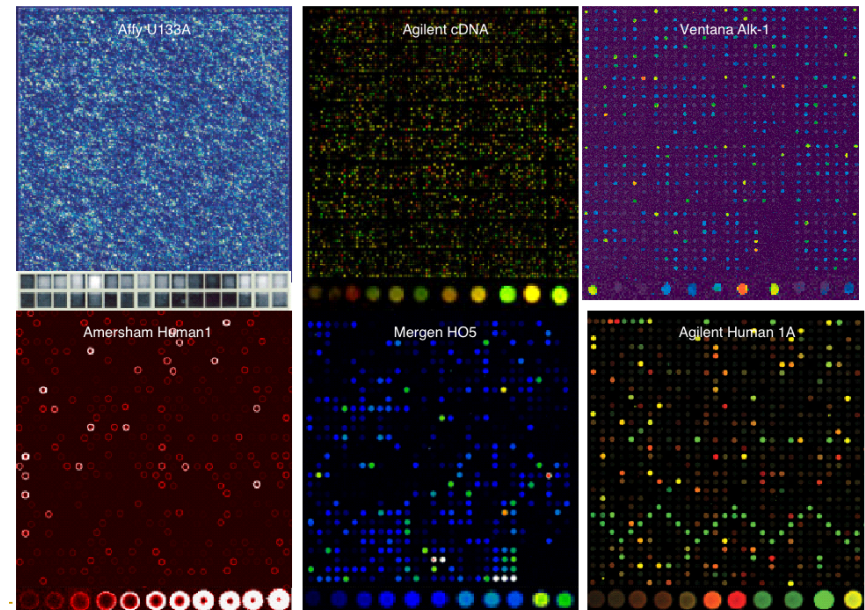 Affy U133A
Agilent cDNA
Ventana Alk-1
Amersham Human1
Mergen HO5
Agilent Human 1A